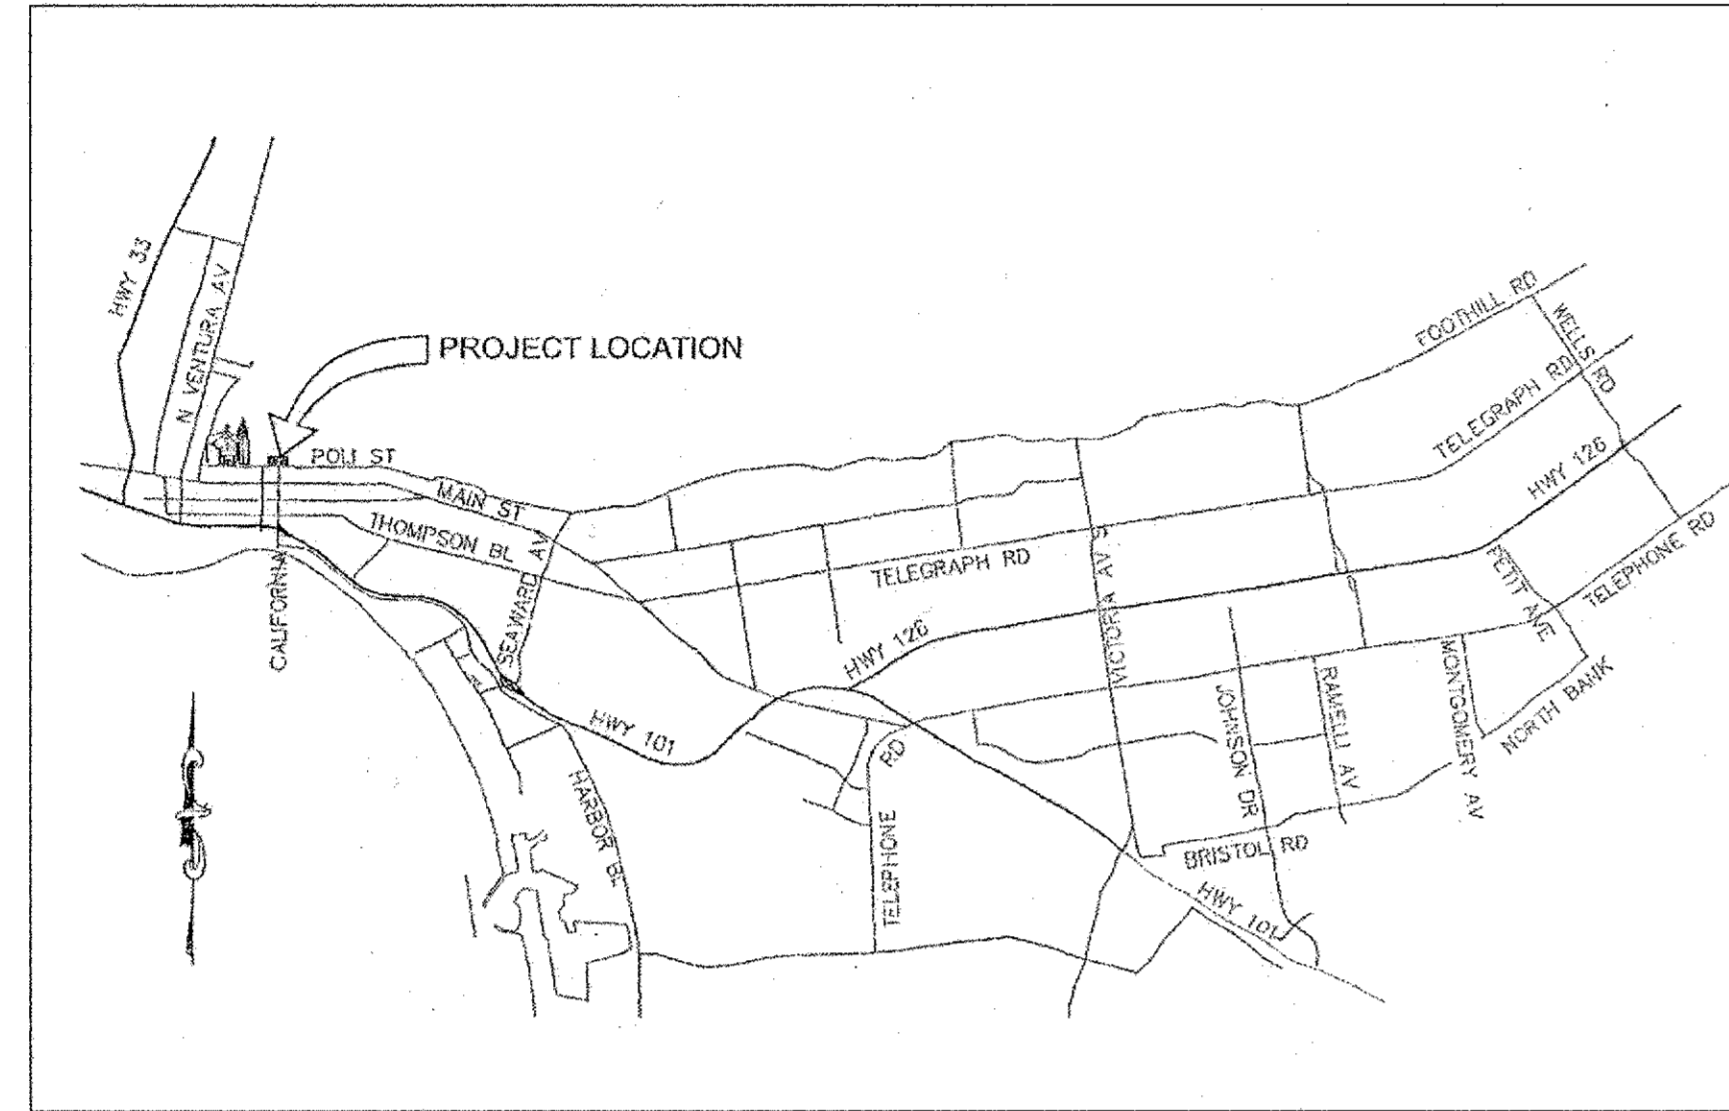 HWY 33
N VENTURA AV
PROJECT LOCATION
FOOTHILL RD
WELLS RD
TELEGRAPH RD
HWY 126
POLI ST
MAIN ST
THOMPSON BL
SEAWARD AV
CALIFORNIA
TELEGRAPH RD
HWY 126
S VICTORIA AV
PETIT AVE
TELEPHONE RD
HWY 101
HARBOR BL
TELEPHONE RD
JOHNSON DR
RAMELLI AV
MONTGOMERY AV
NORTH BANK
BRISTOL RD
HWY 101